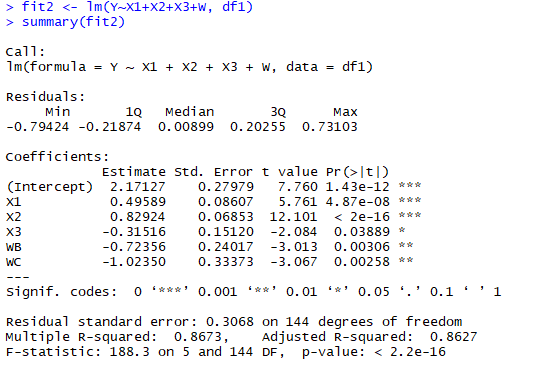 > fit2 <- lm(Y~X1+X2+X3+W, df1)
> summary(fit2)
Call:
lm(formula = Y ~ X1 + X2 + X3 + W, data = df1)
Residuals:
     Min       1Q   Median       3Q      Max
-0.79424 -0.21874  0.00899  0.20255  0.73103
Coefficients:
            Estimate Std. Error t value Pr(>|t|)
(Intercept)  2.17127    0.27979   7.760 1.43e-12 ***
X1           0.49589    0.08607   5.761 4.87e-08 ***
X2           0.82924    0.06853  12.101  < 2e-16 ***
X3          -0.31516    0.15120  -2.084  0.03889 *
WB          -0.72356    0.24017  -3.013  0.00306 **
WC          -1.02350    0.33373  -3.067  0.00258 **
---
Signif. codes:  0 ‘***’ 0.001 ‘**’ 0.01 ‘*’ 0.05 ‘.’ 0.1 ‘ ’ 1
Residual standard error: 0.3068 on 144 degrees of freedom
Multiple R-squared:  0.8673,    Adjusted R-squared:  0.8627
F-statistic: 188.3 on 5 and 144 DF,  p-value: < 2.2e-16